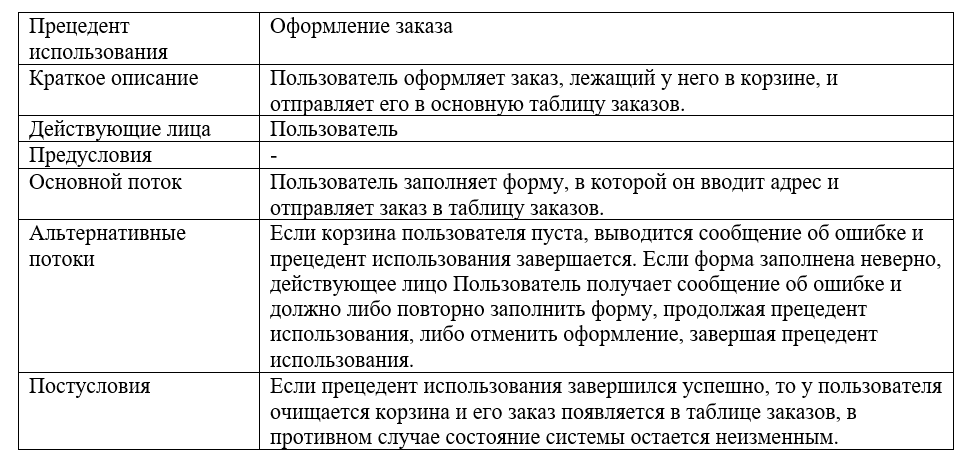 Прецедент использования
Оформление заказа
Краткое описание
Пользователь оформляет заказ, лежащий у него в корзине, и
отправляет его в основную таблицу заказов.
Действующие лица
Пользователь
Предусловия
-
Основной поток
Пользователь заполняет форму, в которой он вводит адрес и
отправляет заказ в таблицу заказов.
Альтернативные
потоки
Если корзина пользователя пуста, выводится сообщение об ошибке и
прецедент использования завершается. Если форма заполнена неверно,
действующее лицо Пользователь получает сообщение об ошибке и
должно либо повторно заполнить форму, продолжая прецедент
использования, либо отменить оформление, завершая прецедент
использования.
Постусловия
Если прецедент использования завершился успешно, то у пользователя
очищается корзина и его заказ появляется в таблице заказов, в
противном случае состояние системы остается неизменным.